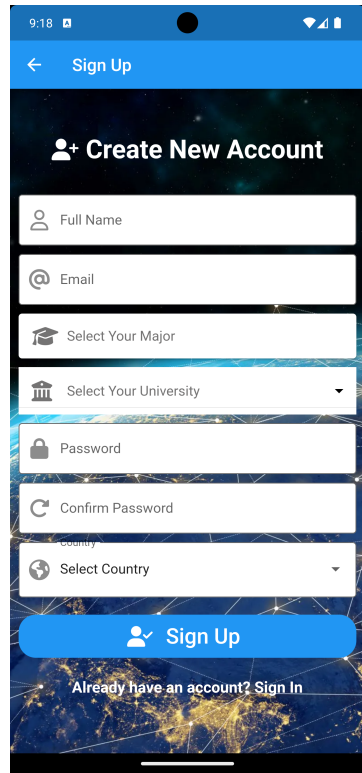 9:18
Sign Up
Create New Account
Full Name
Email
Select Your Major
Select Your University
Password
Confirm Password
Country
Select Country
Sign Up
Already have an account? Sign In